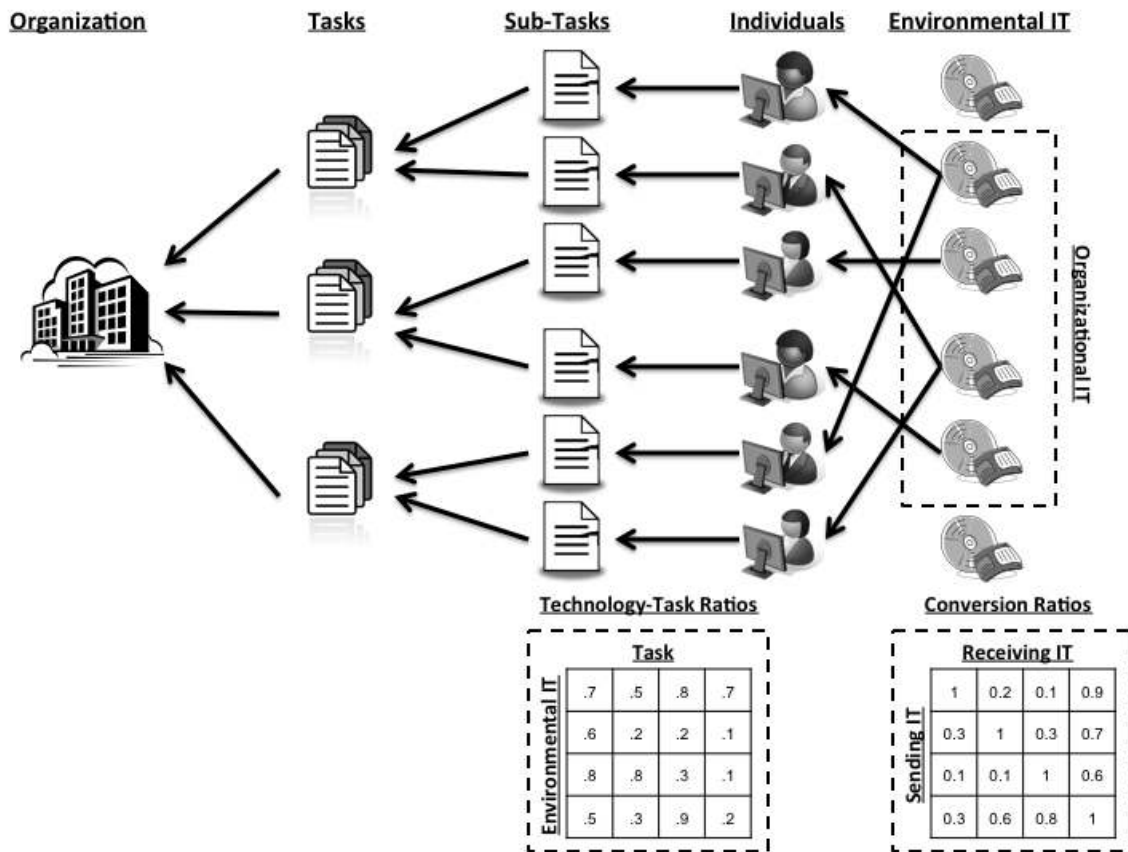 Organization Tasks Sub-Tasks Individuals Environmental IT
Organizational IT
Technology-Task Ratios Conversion Ratios
Task Receiving IT
Environmental IT
.7 .5 .8 .7
.6 .2 .2 .1
.8 .8 .3 .1
.5 .3 .9 .2
Sending IT
1 0.2 0.1 0.9
0.3 1 0.3 0.7
0.1 0.1 1 0.6
0.3 0.6 0.8 1